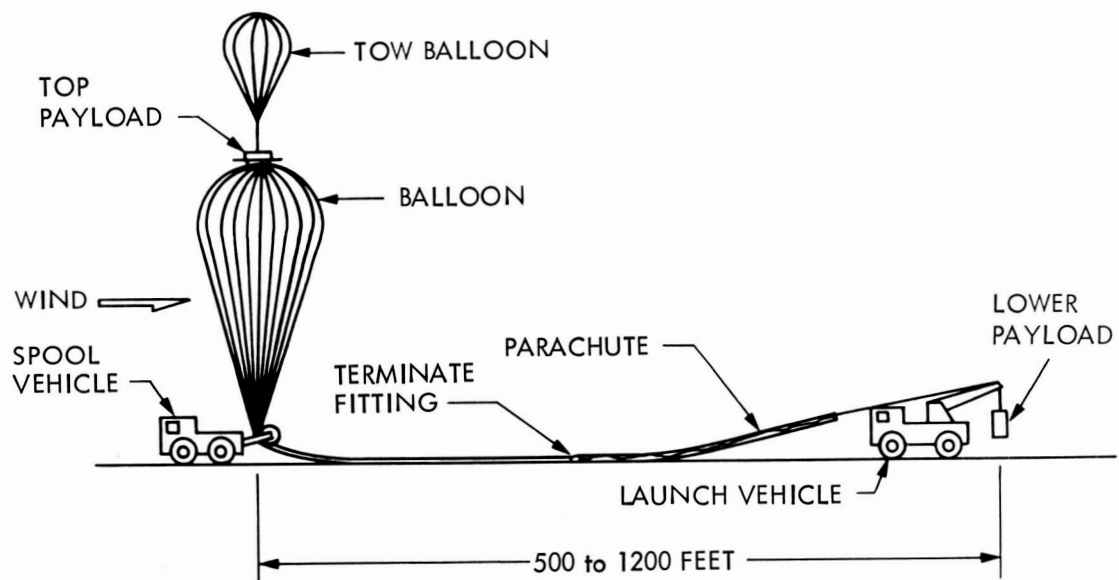 TOW BALLOON
TOP
PAYLOAD
BALLOON
WIND
LOWER
PAYLOAD
PARACHUTE
SPOOL
VEHICLE
TERMINATE
FITTING
LAUNCH VEHICLE
500 to 1200 FEET